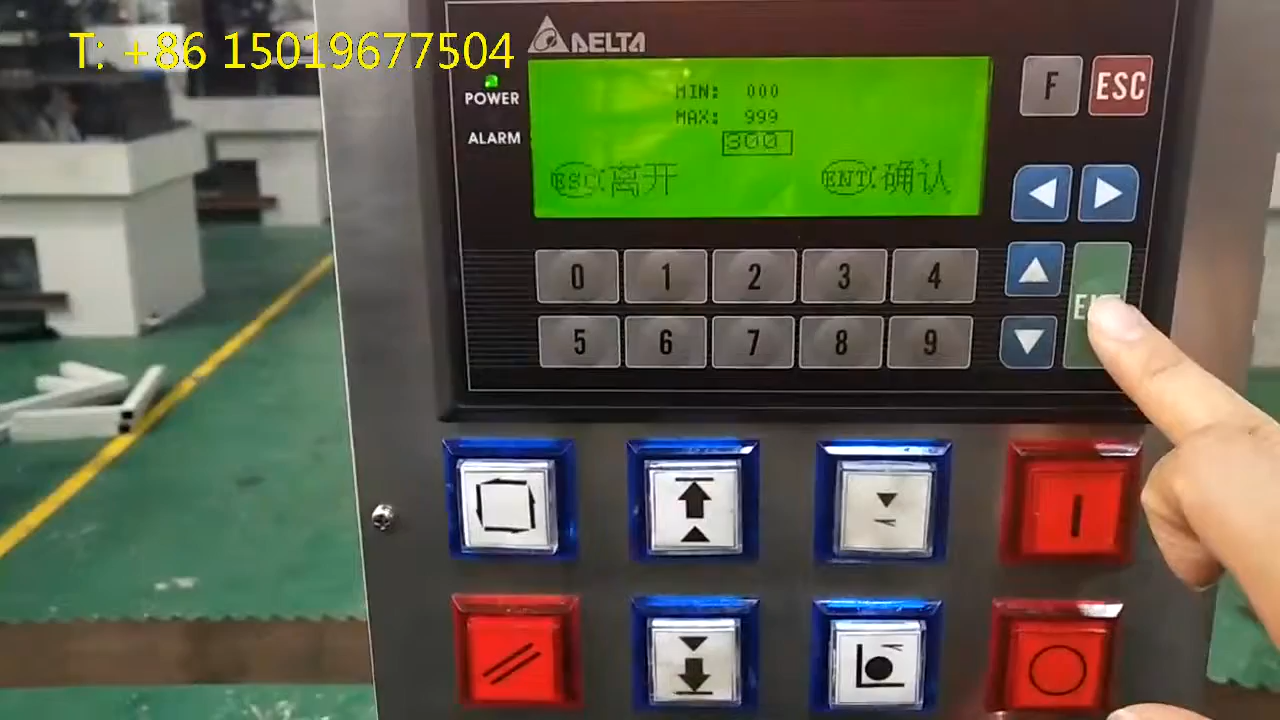 T: +86 15019677504
DELTA
POWER
ALARM
MIN: 000
MAX: 999
300
ESC:离开
ENT:确认
F
ESC
0 1 2 3 4
5 6 7 8 9